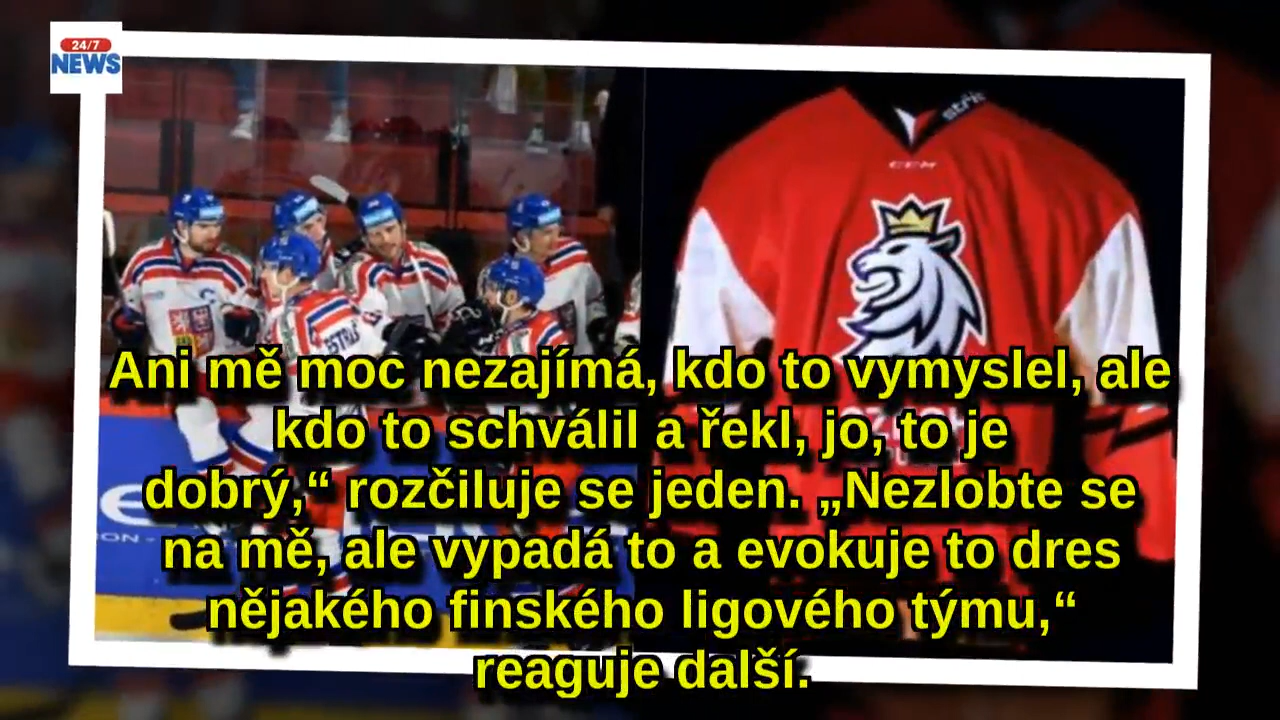 24/7
NEWS
CCM
Ani mě moc nezajímá, kdo to vymyslel, ale
kdo to schválil a řekl, jo, to je
dobrý,“ rozčiluje se jeden. „Nezlobte se
na mě, ale vypadá to a evokuje to dres
nějakého finského ligového týmu,“
reaguje další.